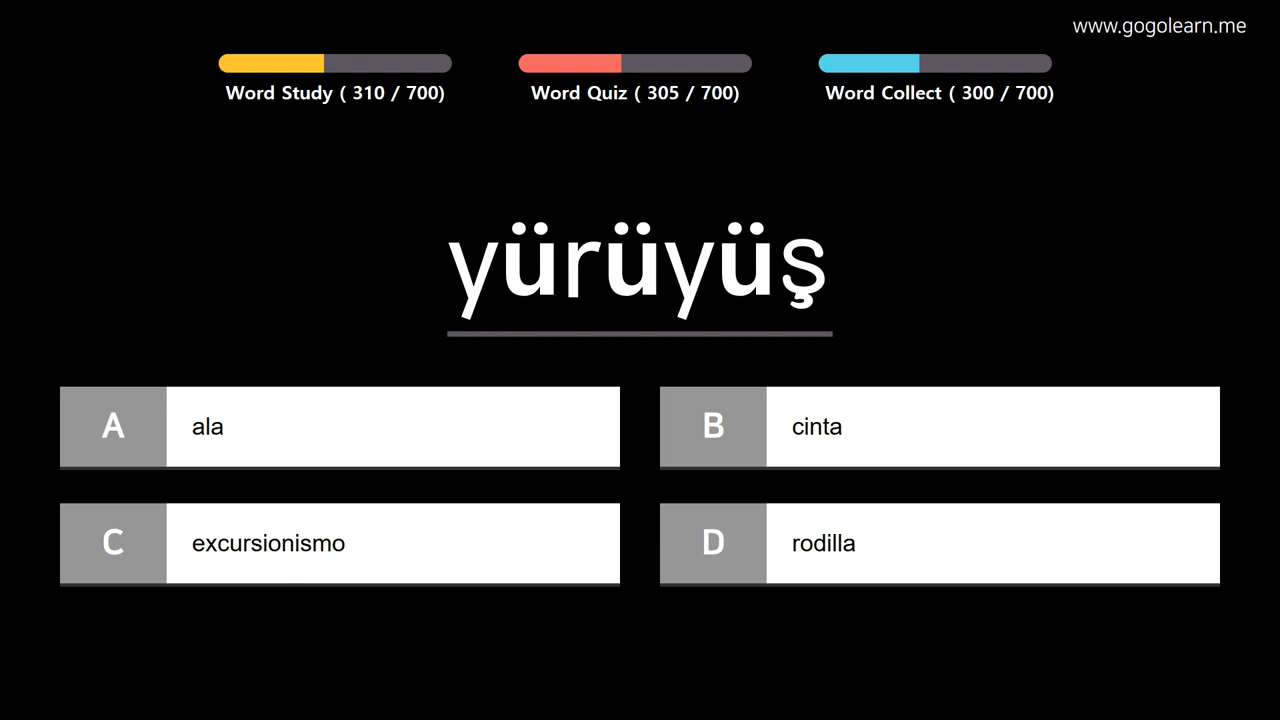 www.gogolearn.me
Word Study ( 310 / 700)
Word Quiz ( 305 / 700)
Word Collect ( 300 / 700)
yürüyüş
A ala
B cinta
C excursionismo
D rodilla